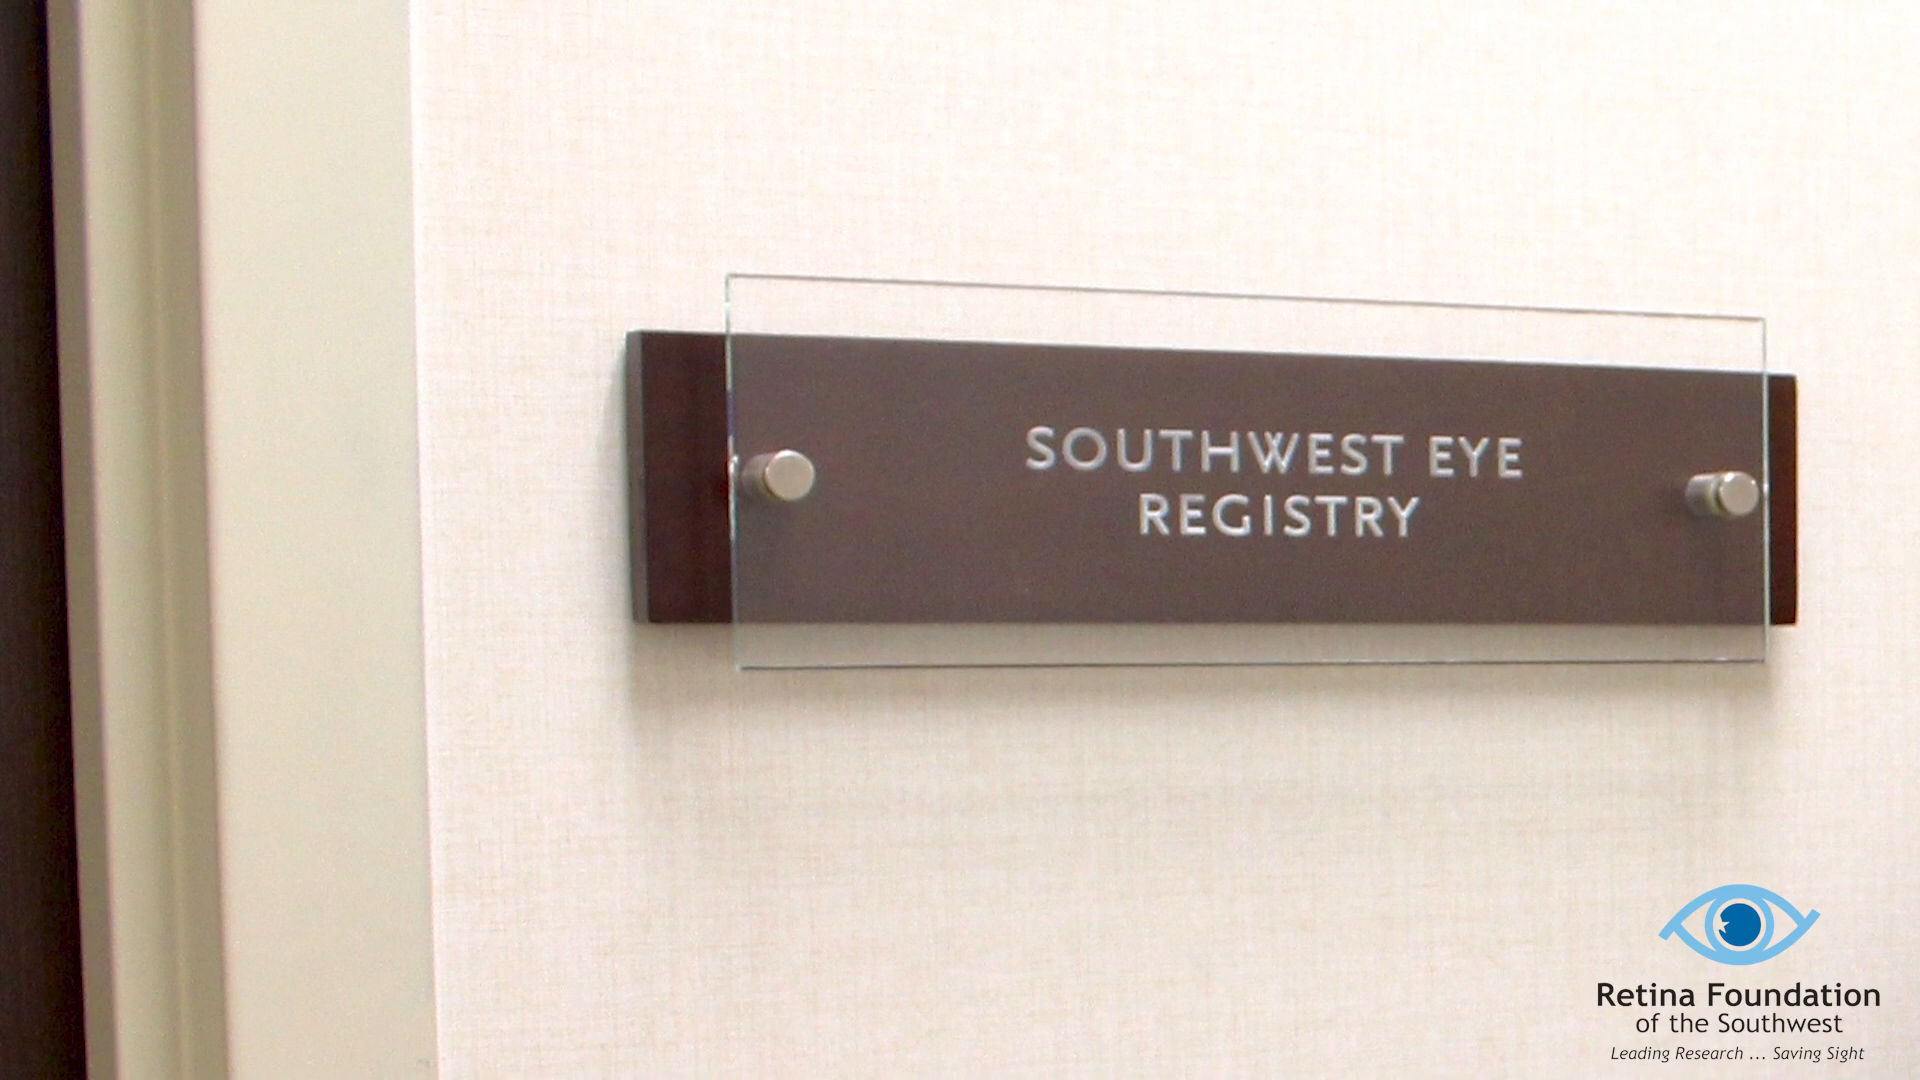 SOUTHWEST EYE
REGISTRY
Retina Foundation
of the Southwest
Leading Research ... Saving Sight